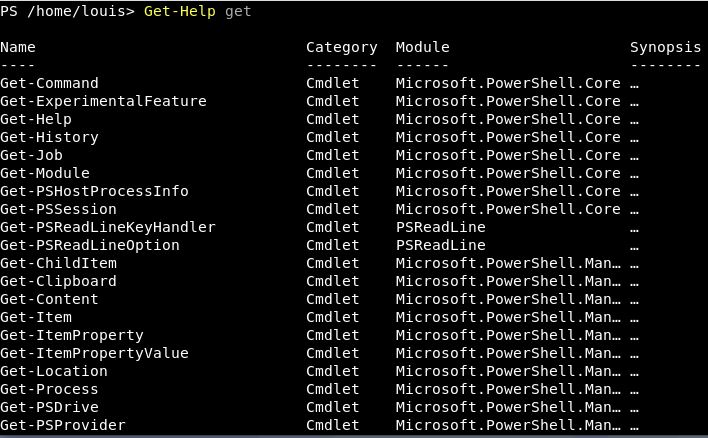 PS /home/louis> Get-Help get
Name Category Module Synopsis
---- -------- ------ --------
Get-Command Cmdlet Microsoft.PowerShell.Core …
Get-ExperimentalFeature Cmdlet Microsoft.PowerShell.Core …
Get-Help Cmdlet Microsoft.PowerShell.Core …
Get-History Cmdlet Microsoft.PowerShell.Core …
Get-Job Cmdlet Microsoft.PowerShell.Core …
Get-Module Cmdlet Microsoft.PowerShell.Core …
Get-PSHostProcessInfo Cmdlet Microsoft.PowerShell.Core …
Get-PSSession Cmdlet Microsoft.PowerShell.Core …
Get-PSReadLineKeyHandler Cmdlet PSReadLine …
Get-PSReadLineOption Cmdlet PSReadLine …
Get-ChildItem Cmdlet Microsoft.PowerShell.Man… …
Get-Clipboard Cmdlet Microsoft.PowerShell.Man… …
Get-Content Cmdlet Microsoft.PowerShell.Man… …
Get-Item Cmdlet Microsoft.PowerShell.Man… …
Get-ItemProperty Cmdlet Microsoft.PowerShell.Man… …
Get-ItemPropertyValue Cmdlet Microsoft.PowerShell.Man… …
Get-Location Cmdlet Microsoft.PowerShell.Man… …
Get-Process Cmdlet Microsoft.PowerShell.Man… …
Get-PSDrive Cmdlet Microsoft.PowerShell.Man… …
Get-PSProvider Cmdlet Microsoft.PowerShell.Man… …